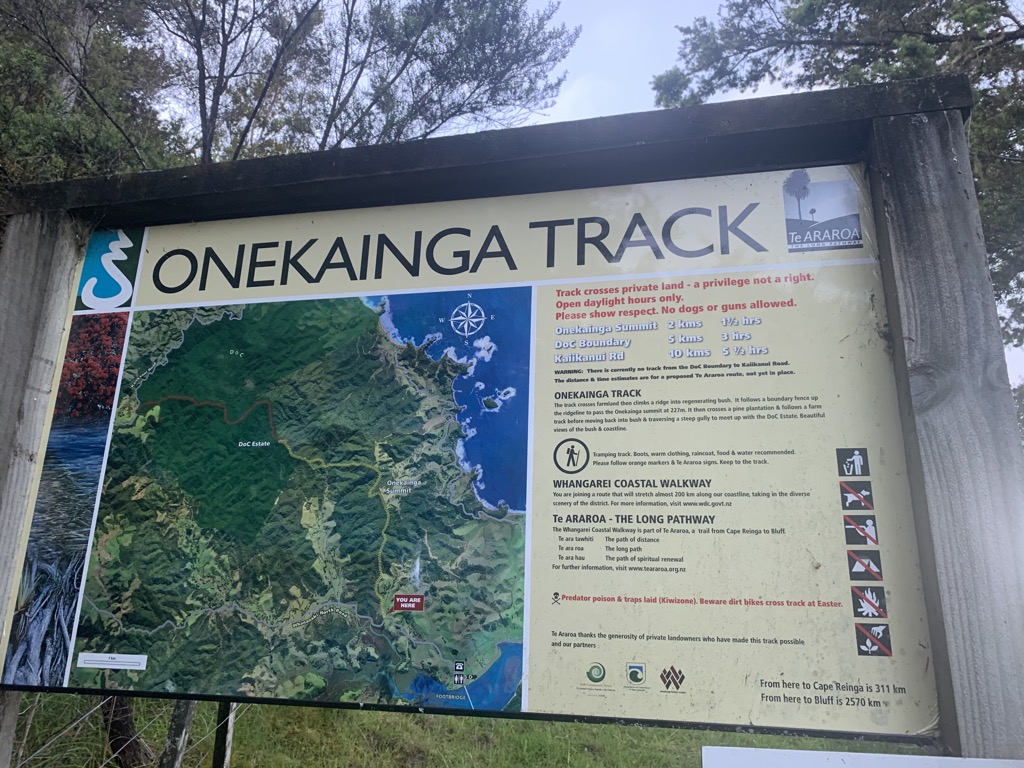 ONEKAINGA TRACK
Te ARAROA
THE LONG PATHWAY
Track crosses private land - a privilege not a right.
Open daylight hours only.
Please show respect. No dogs or guns allowed.
Onekainga Summit 2 kms 1½ hrs
DoC Boundary 5 kms 3 hrs
Kaiikanui Rd 10 kms 5 ½ hrs
WARNING: There is currently no track from the DoC Boundary to Kaiikanui Road.
The distance & time estimates are for a proposed Te Araroa route, not yet in place.
ONEKAINGA TRACK
The track crosses farmland then climbs a ridge into regenerating bush. It follows a boundary fence up
the ridgeline to pass the Onekainga summit at 227m. It then crosses a pine plantation & follows a farm
track before moving back into bush & traversing a steep gully to meet up with the DoC Estate. Beautiful
views of the bush & coastline.
Tramping track. Boots, warm clothing, raincoat, food & water recommended.
Please follow orange markers & Te Araroa signs. Keep to the track.
WHANGAREI COASTAL WALKWAY
You are joining a route that will stretch almost 200 km along our coastline, taking in the diverse
scenery of the district. For more information, visit www.wdc.govt.nz
Te ARAROA - THE LONG PATHWAY
The Whangarei Coastal Walkway is part of Te Araroa, a trail from Cape Reinga to Bluff.
Te ara tawhiti The path of distance
Te ara roa The long path
Te ara hau The path of spiritual renewal
For further information, visit www.teararoa.org.nz
Predator poison & traps laid (Kiwizone). Beware dirt bikes cross track at Easter.
Te Araroa thanks the generosity of private landowners who have made this track possible
and our partners
From here to Cape Reinga is 311 km
From here to Bluff is 2570 km
N
W E
S
DoC
DoC Estate
Onekainga
Summit
YOU ARE
HERE
Whananaki North Road
1 km
FOOTBRIDGE